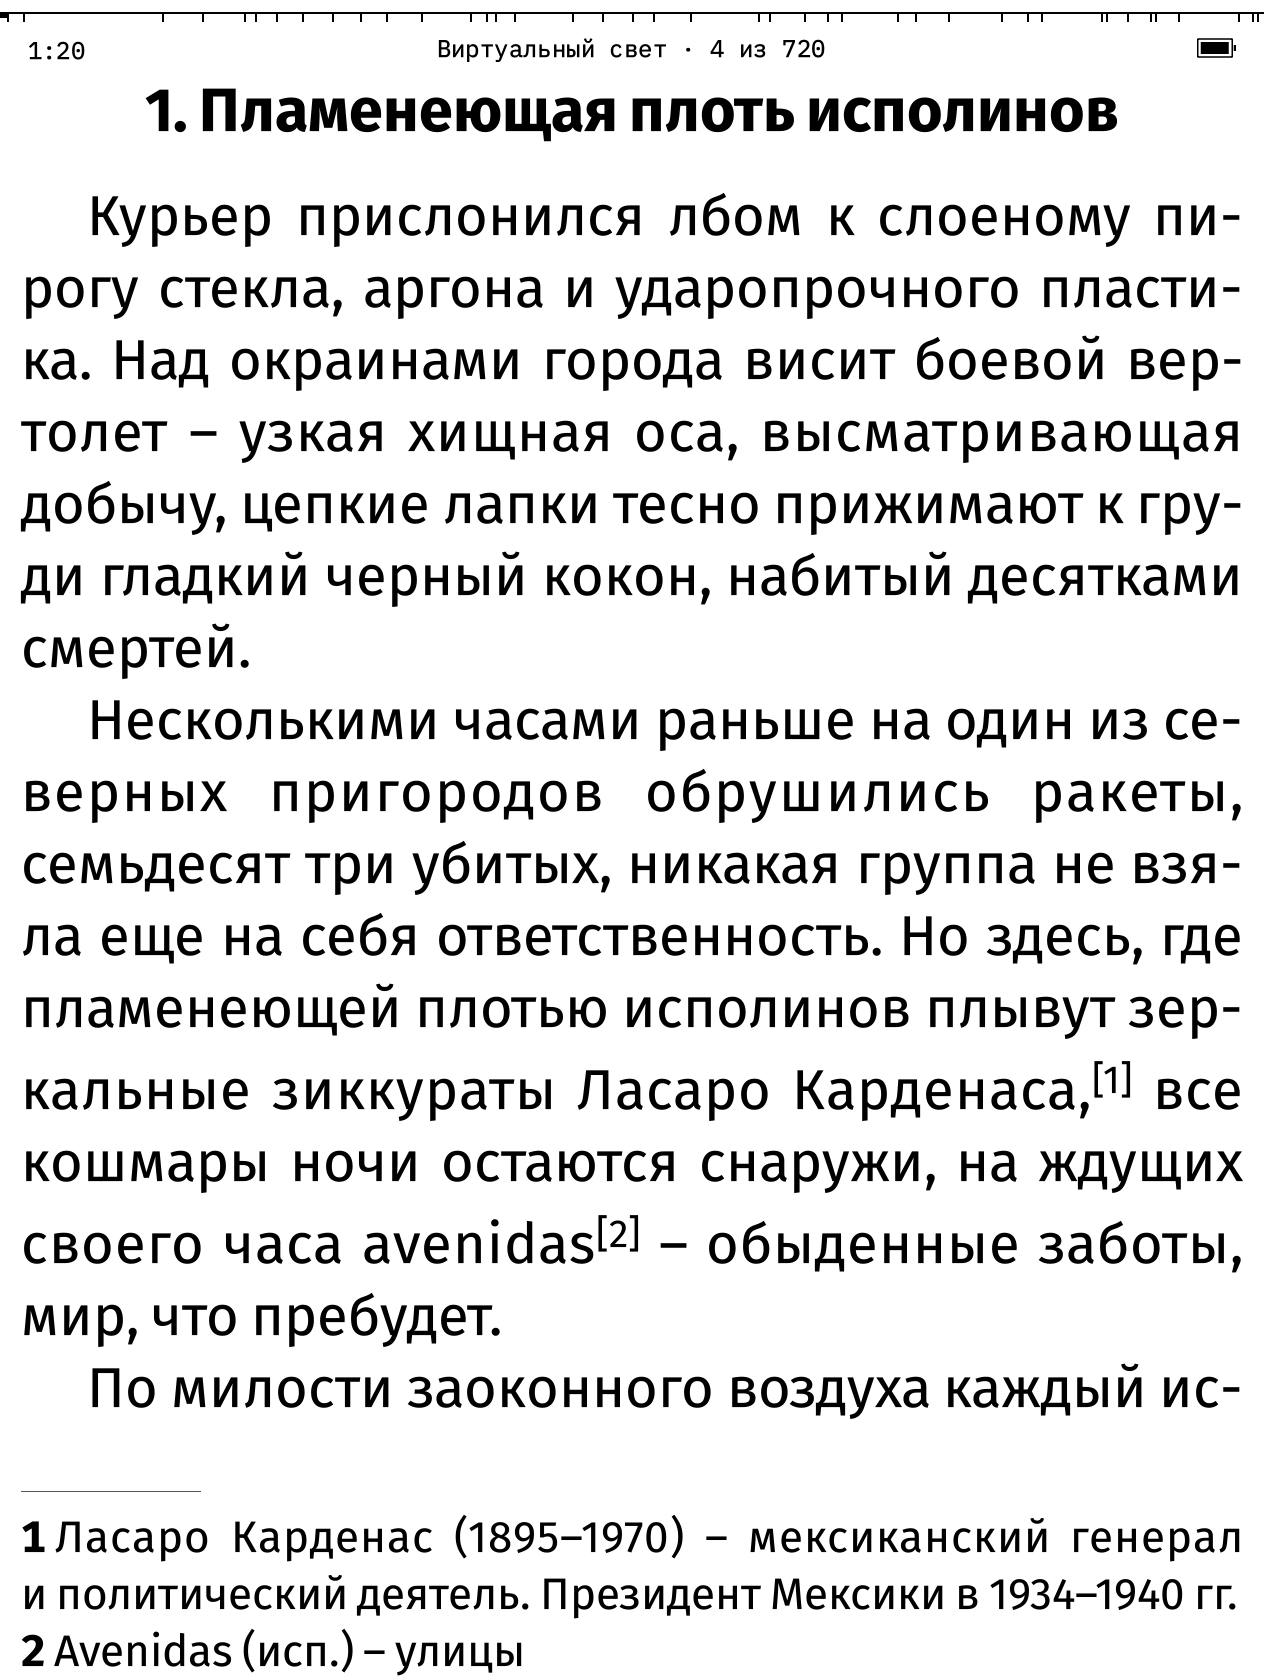 1:20
Виртуальный свет · 4 из 720
1. Пламенеющая плоть исполинов
Курьер прислонился лбом к слоеному пи-
рогу стекла, аргона и ударопрочного пласти-
ка. Над окраинами города висит боевой вер-
толет – узкая хищная оса, высматривающая
добычу, цепкие лапки тесно прижимают к гру-
ди гладкий черный кокон, набитый десятками
смертей.
Несколькими часами раньше на один из се-
верных пригородов обрушились ракеты,
семьдесят три убитых, никакая группа не взя-
ла еще на себя ответственность. Но здесь, где
пламенеющей плотью исполинов плывут зер-
кальные зиккураты Ласаро Карденаса,[1] все
кошмары ночи остаются снаружи, на ждущих
своего часа avenidas[2] – обыденные заботы,
мир, что пребудет.
По милости заоконного воздуха каждый ис-
1 Ласаро Карденас (1895–1970) – мексиканский генерал
и политический деятель. Президент Мексики в 1934–1940 гг.
2 Avenidas (исп.) – улицы